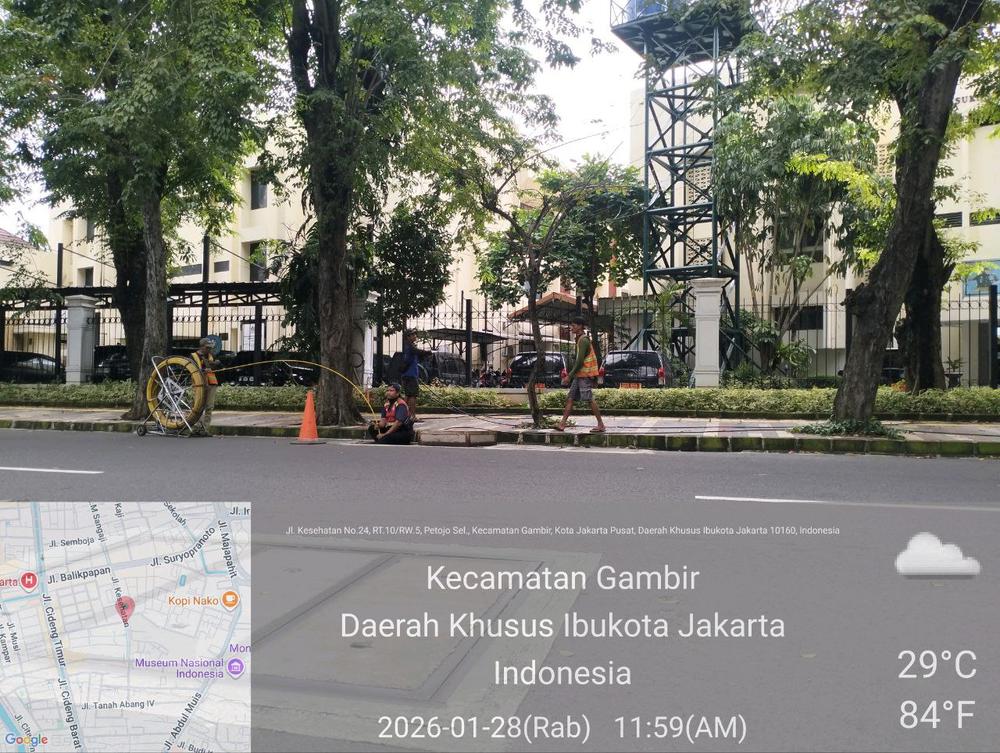 Jl. Kesehatan No.24, RT.10/RW.5, Petojo Sel., Kecamatan Gambir, Kota Jakarta Pusat, Daerah Khusus Ibukota Jakarta 10160, Indonesia
Kecamatan Gambir
Daerah Khusus Ibukota Jakarta
Indonesia
2026-01-28(Rab) 11:59(AM)
29°C
84°F
Jl. Semboja
Jl. Suryopranoto
Jl. Majapahit
Jl. Balikpapan
Jl. Kesehatan
Kopi Nako
Jl. Cideng Timur
Museum Nasional
Indonesia
Jl. Tanah Abang IV
Jl. Cideng Barat
Jl. Abdul Muis
Google